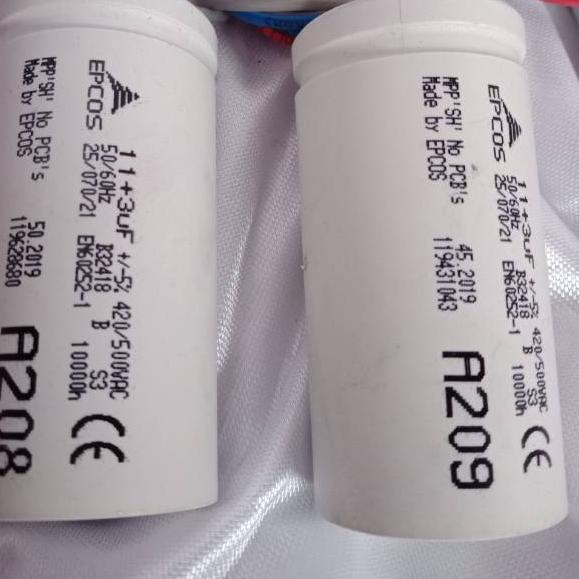 EPCOS
11+3uF +/-5% 420/500VAC
50/60Hz B32418 B S3
25/070/21 EN60252-1 10000h
MPP'SH' No PCB's 50.2019
Made by EPCOS 119628680
A208
CE
EPCOS
11+3uF +/-5% 420/500VAC
50/60Hz B32418 B S3
25/070/21 EN60252-1 10000h
MPP'SH' No PCB's 45.2019
Made by EPCOS 119431043
A209
CE